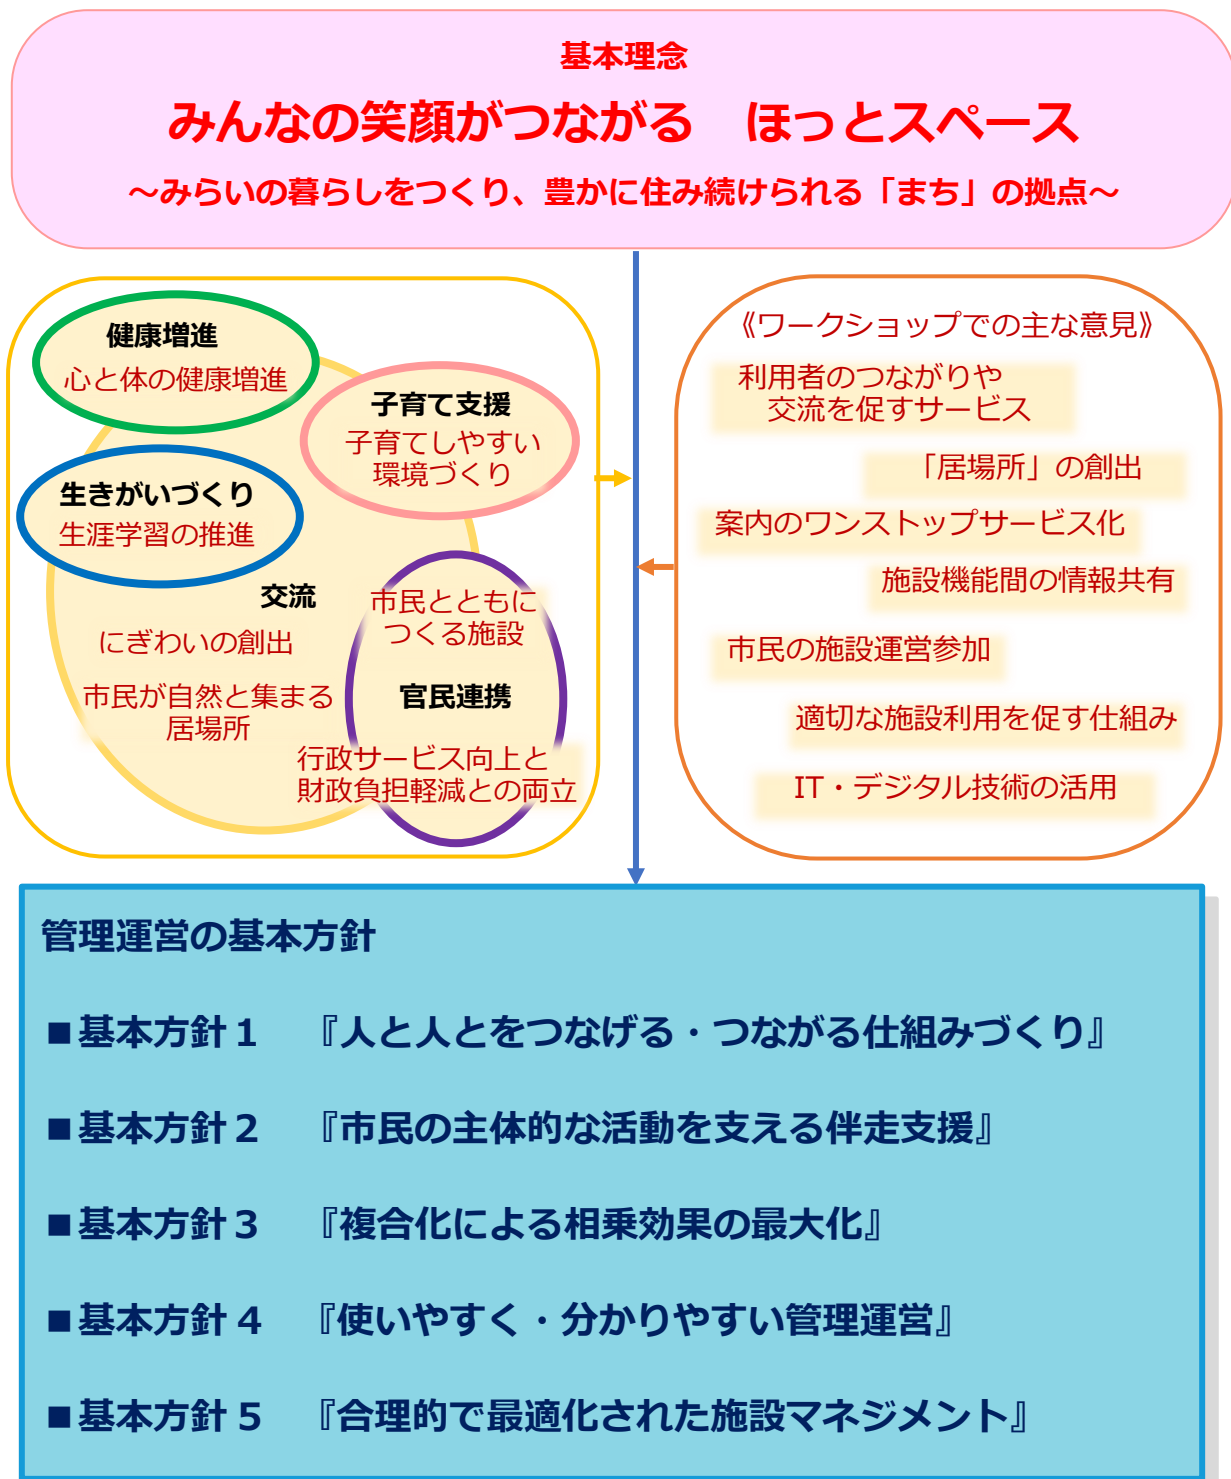 基本理念
みんなの笑顔がつながる　ほっとスペース
～みらいの暮らしをつくり、豊かに住み続けられる「まち」の拠点～
健康増進
心と体の健康増進
子育て支援
子育てしやすい
環境づくり
生きがいづくり
生涯学習の推進
交流
にぎわいの創出
市民が自然と集まる
居場所
市民とともに
つくる施設
官民連携
行政サービス向上と
財政負担軽減との両立
《ワークショップでの主な意見》
利用者のつながりや
交流を促すサービス
「居場所」の創出
案内のワンストップサービス化
施設機能間の情報共有
市民の施設運営参加
適切な施設利用を促す仕組み
IT・デジタル技術の活用
管理運営の基本方針
■基本方針１　『人と人とをつなげる・つながる仕組みづくり』
■基本方針２　『市民の主体的な活動を支える伴走支援』
■基本方針３　『複合化による相乗効果の最大化』
■基本方針４　『使いやすく・分かりやすい管理運営』
■基本方針５　『合理的で最適化された施設マネジメント』